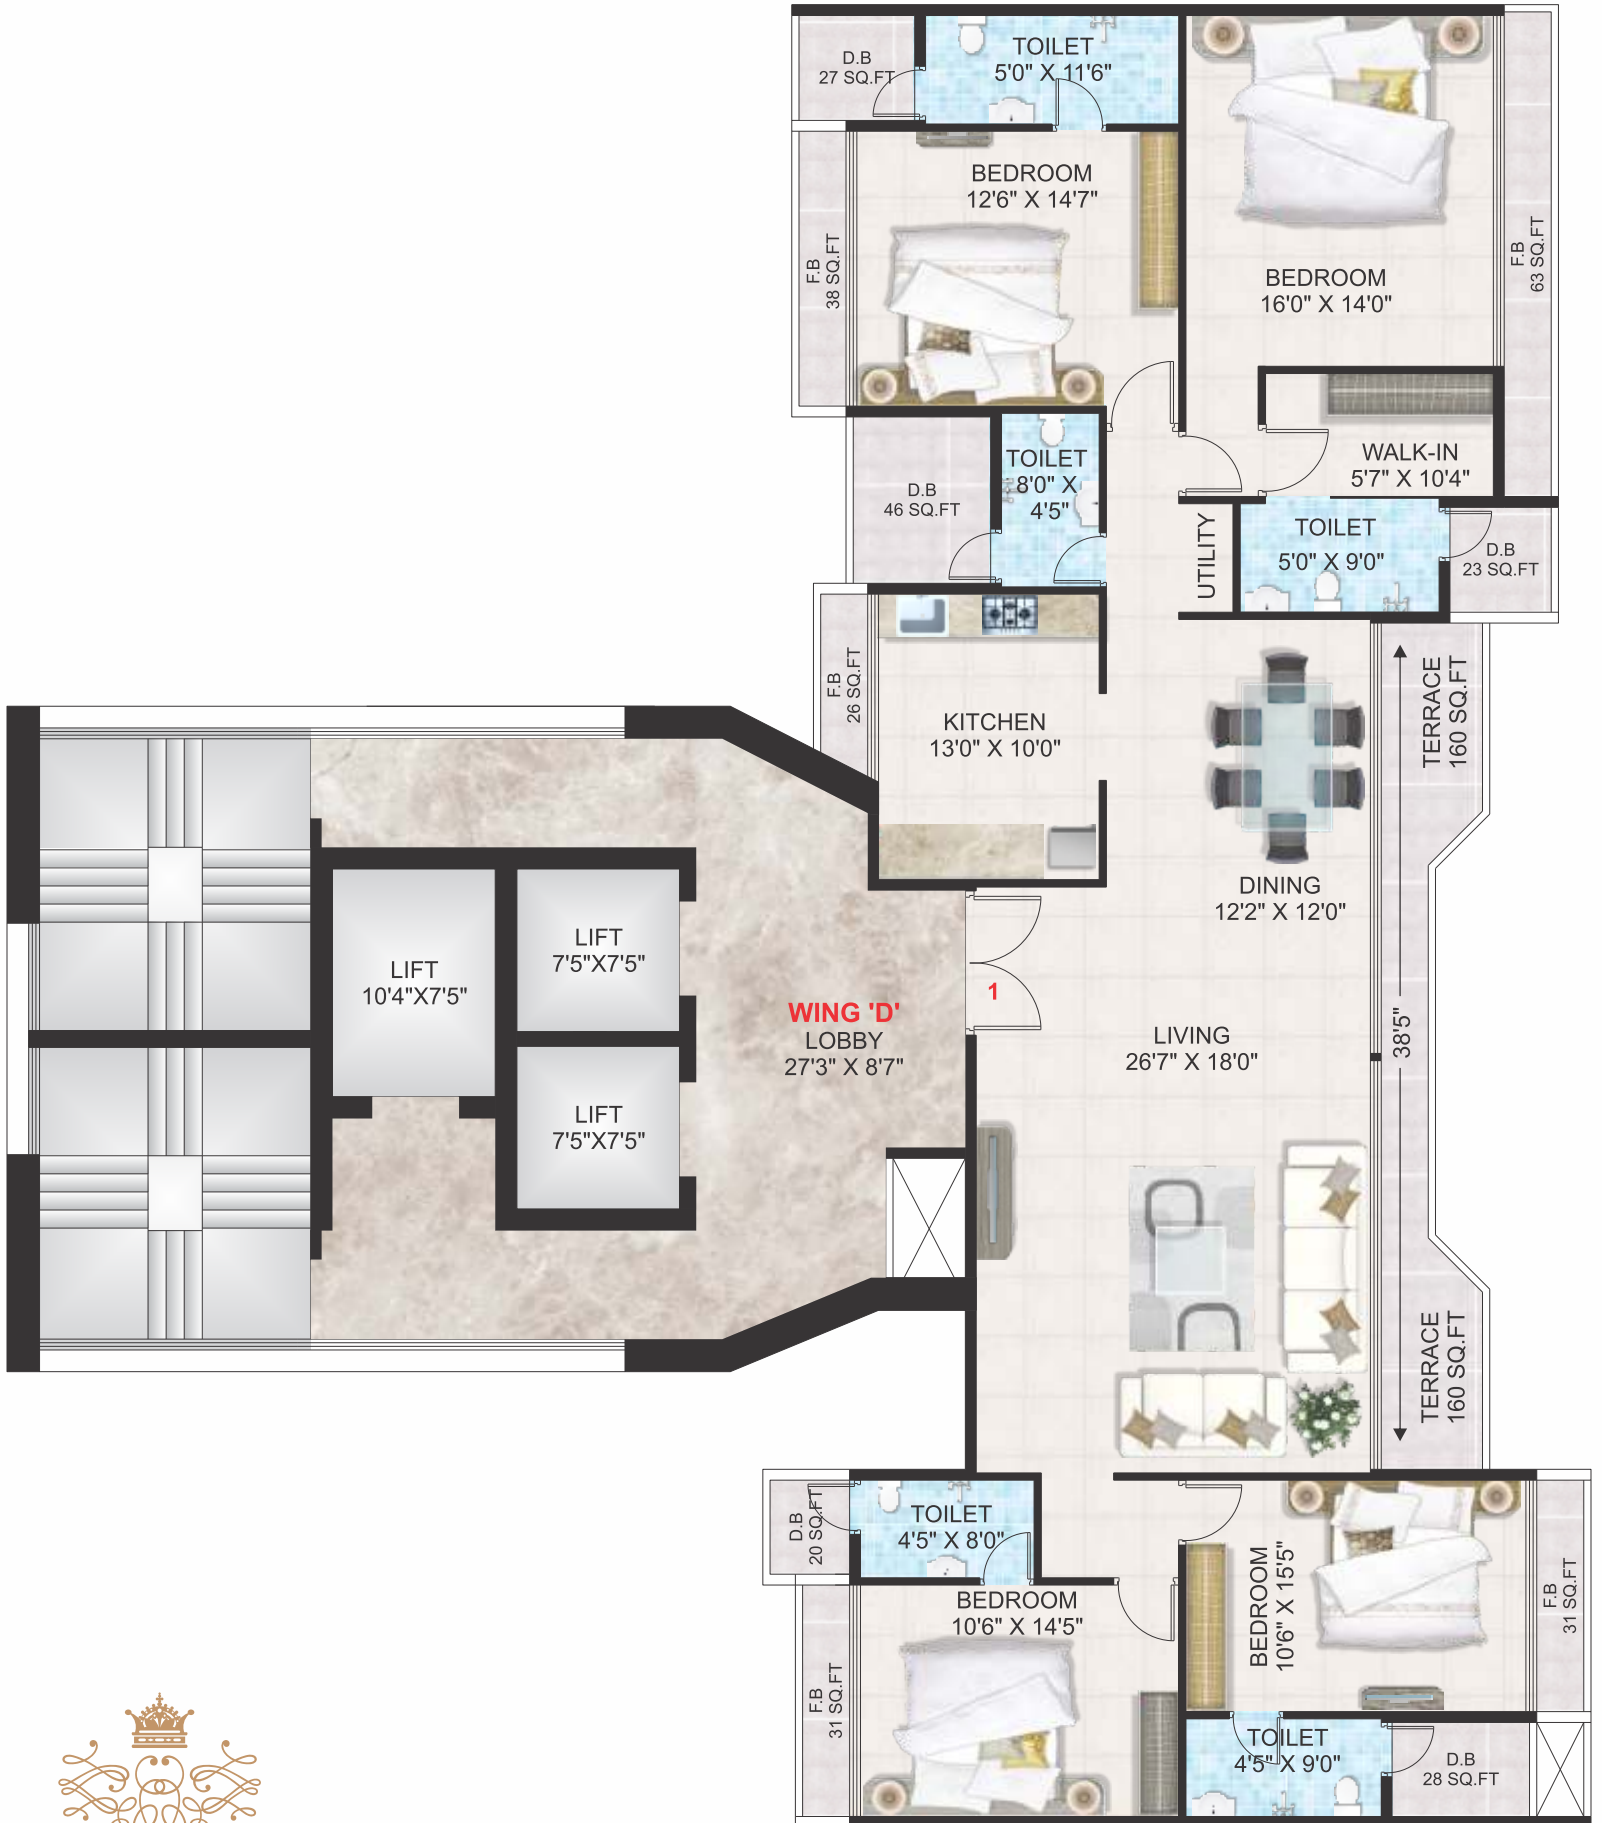 D.B
27 SQ.FT
TOILET
5'0" X 11'6"
BEDROOM
12'6" X 14'7"
F.B
38 SQ.FT
BEDROOM
16'0" X 14'0"
F.B
63 SQ.FT
WALK-IN
5'7" X 10'4"
TOILET
8'0" X
4'5"
D.B
46 SQ.FT
UTILITY
TOILET
5'0" X 9'0"
D.B
23 SQ.FT
F.B
26 SQ.FT
KITCHEN
13'0" X 10'0"
TERRACE
160 SQ.FT
DINING
12'2" X 12'0"
LIFT
10'4"X7'5"
LIFT
7'5"X7'5"
WING 'D'
LOBBY
27'3" X 8'7"
1
LIVING
26'7" X 18'0"
38'5"
LIFT
7'5"X7'5"
TERRACE
160 SQ.FT
D.B
20 SQ.FT
TOILET
4'5" X 8'0"
BEDROOM
10'6" X 14'5"
BEDROOM
10'6" X 15'5"
F.B
31 SQ.FT
F.B
31 SQ.FT
TOILET
4'5" X 9'0"
D.B
28 SQ.FT